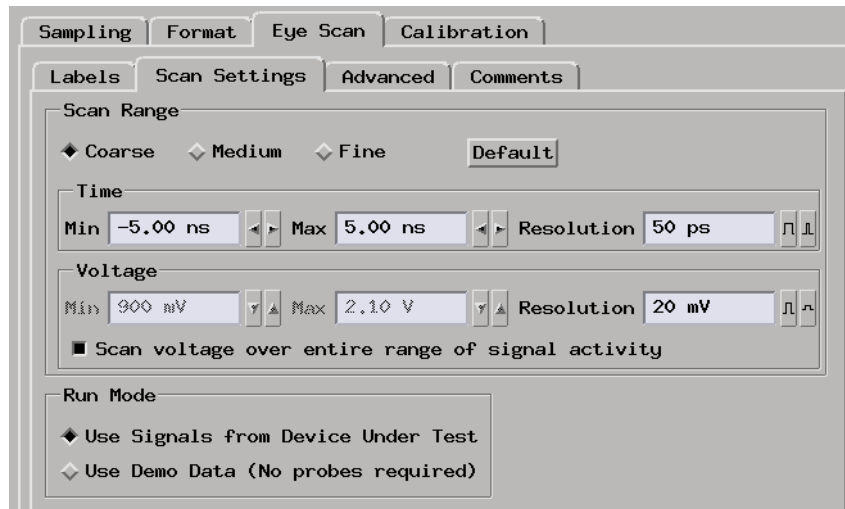 Sampling Format Eye Scan Calibration
Labels Scan Settings Advanced Comments
Scan Range
Coarse Medium Fine Default
Time
Min -5.00 ns Max 5.00 ns Resolution 50 ps
Voltage
Min 900 mV Max 2.10 V Resolution 20 mV
Scan voltage over entire range of signal activity
Run Mode
Use Signals from Device Under Test
Use Demo Data (No probes required)